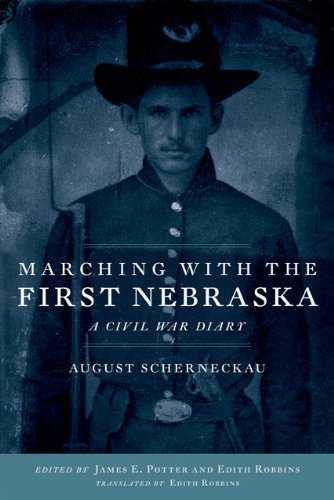 MARCHING WITH THE
FIRST NEBRASKA
A CIVIL WAR DIARY
AUGUST SCHERNECKAU
EDITED BY JAMES E. POTTER AND EDITH ROBBINS
TRANSLATED BY EDITH ROBBINS